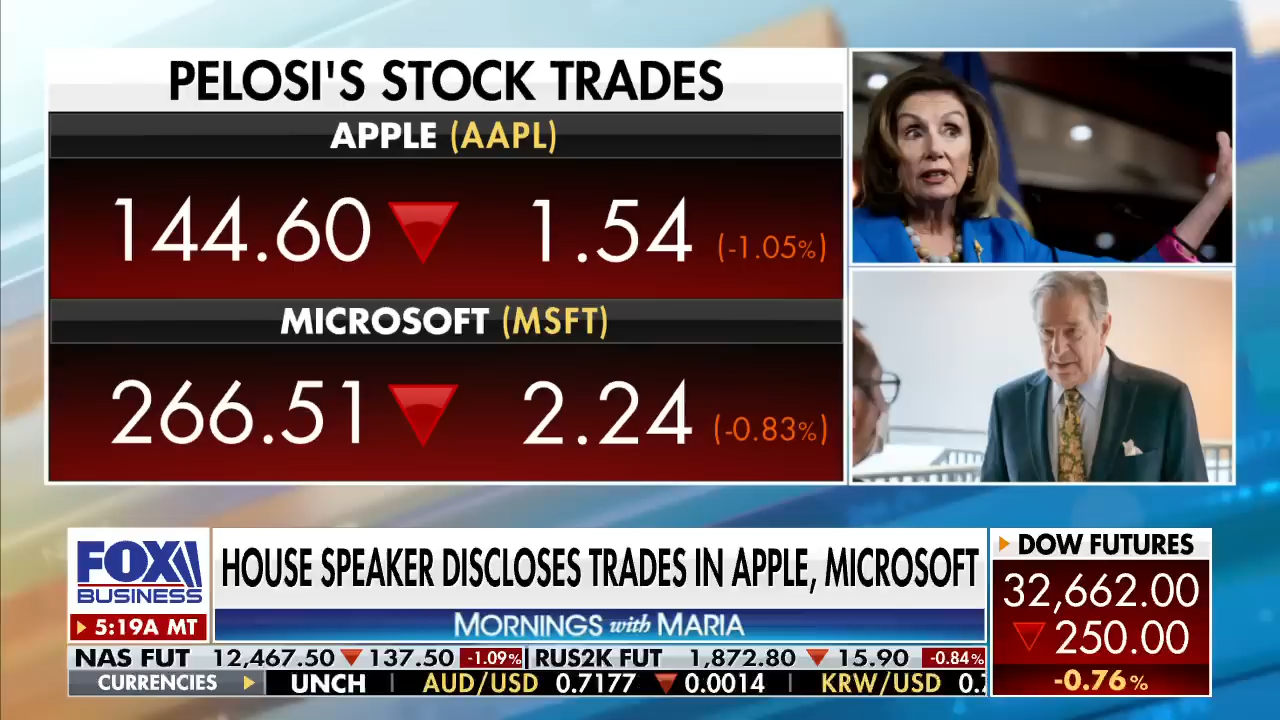 PELOSI'S STOCK TRADES
APPLE (AAPL)
144.60 1.54 (-1.05%)
MICROSOFT (MSFT)
266.51 2.24 (-0.83%)
FOX
BUSINESS
5:19A MT
HOUSE SPEAKER DISCLOSES TRADES IN APPLE, MICROSOFT
MORNINGS with MARIA
DOW FUTURES
32,662.00
250.00
-0.76%
NAS FUT 12,467.50 137.50 -1.09% RUS2K FUT 1,872.80 15.90 -0.84%
CURRENCIES UNCH | AUD/USD 0.7177 0.0014 | KRW/USD